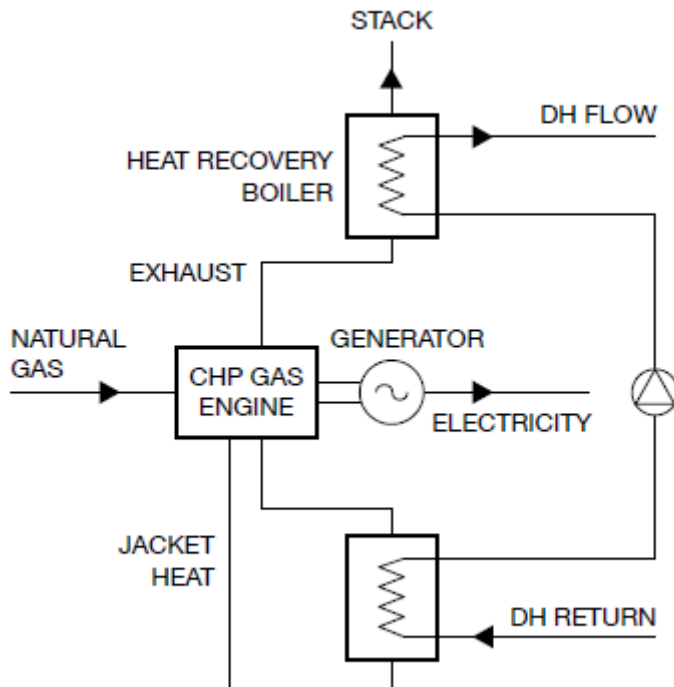 STACK
DH FLOW
HEAT RECOVERY
BOILER
EXHAUST
NATURAL
GAS
GENERATOR
CHP GAS
ENGINE
ELECTRICITY
JACKET
HEAT
DH RETURN